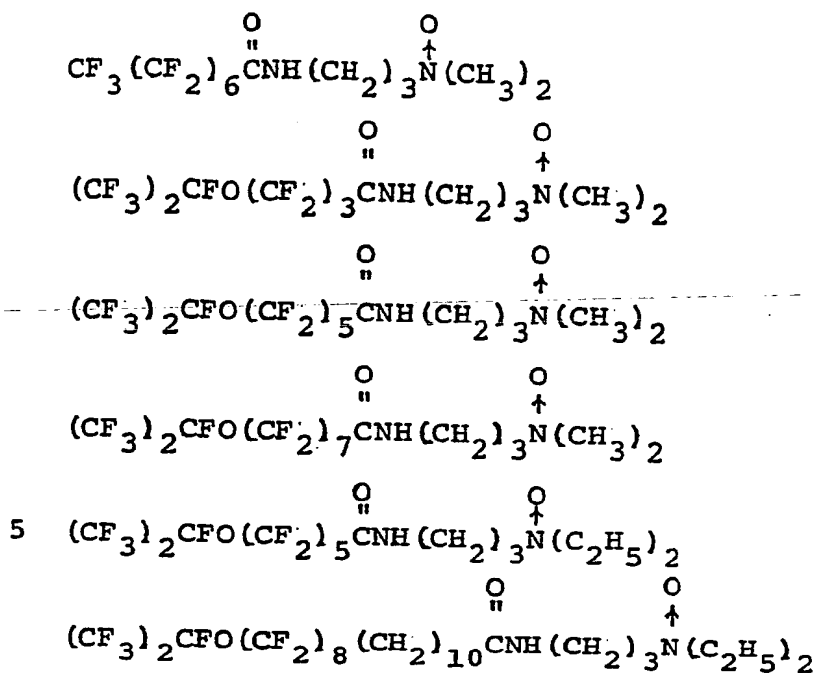 O O
" ↑
CF₃(CF₂)₆CNH(CH₂)₃N(CH₃)₂
O O
" ↑
(CF₃)₂CFO(CF₂)₃CNH(CH₂)₃N(CH₃)₂
O O
" ↑
(CF₃)₂CFO(CF₂)₅CNH(CH₂)₃N(CH₃)₂
O O
" ↑
(CF₃)₂CFO(CF₂)₇CNH(CH₂)₃N(CH₃)₂
O O
" ↑
5 (CF₃)₂CFO(CF₂)₅CNH(CH₂)₃N(C₂H₅)₂
O O
" ↑
(CF₃)₂CFO(CF₂)₈(CH₂)₁₀CNH(CH₂)₃N(C₂H₅)₂